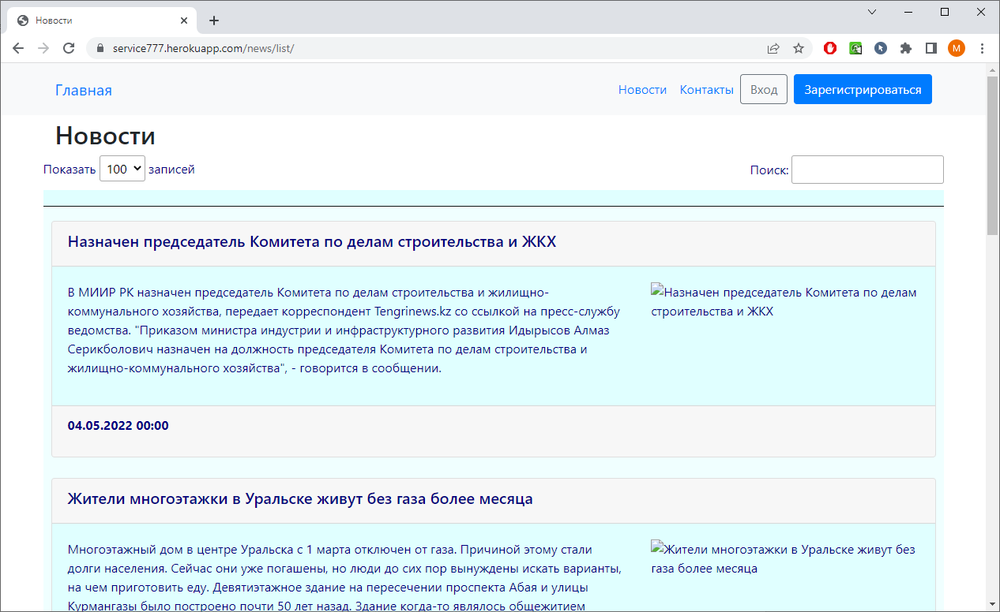 Новости
service777.herokuapp.com/news/list/
M
Главная
Новости
Контакты
Вход
Зарегистрироваться
Новости
Показать 100 записей
Поиск:
Назначен председатель Комитета по делам строительства и ЖКХ
В МИИР РК назначен председатель Комитета по делам строительства и жилищно-
коммунального хозяйства, передает корреспондент Tengrinews.kz со ссылкой на пресс-службу
ведомства. "Приказом министра индустрии и инфраструктурного развития Идырысов Алмаз
Серикболович назначен на должность председателя Комитета по делам строительства и
жилищно-коммунального хозяйства", - говорится в сообщении.
Назначен председатель Комитета по делам
строительства и ЖКХ
04.05.2022 00:00
Жители многоэтажки в Уральске живут без газа более месяца
Многоэтажный дом в центре Уральска с 1 марта отключен от газа. Причиной этому стали
долги населения. Сейчас они уже погашены, но люди до сих пор вынуждены искать варианты,
на чем приготовить еду. Девятиэтажное здание на пересечении проспекта Абая и улицы
Курмангазы было построено почти 50 лет назад. Здание когда-то являлось общежитием
Жители многоэтажки в Уральске живут без
газа более месяца